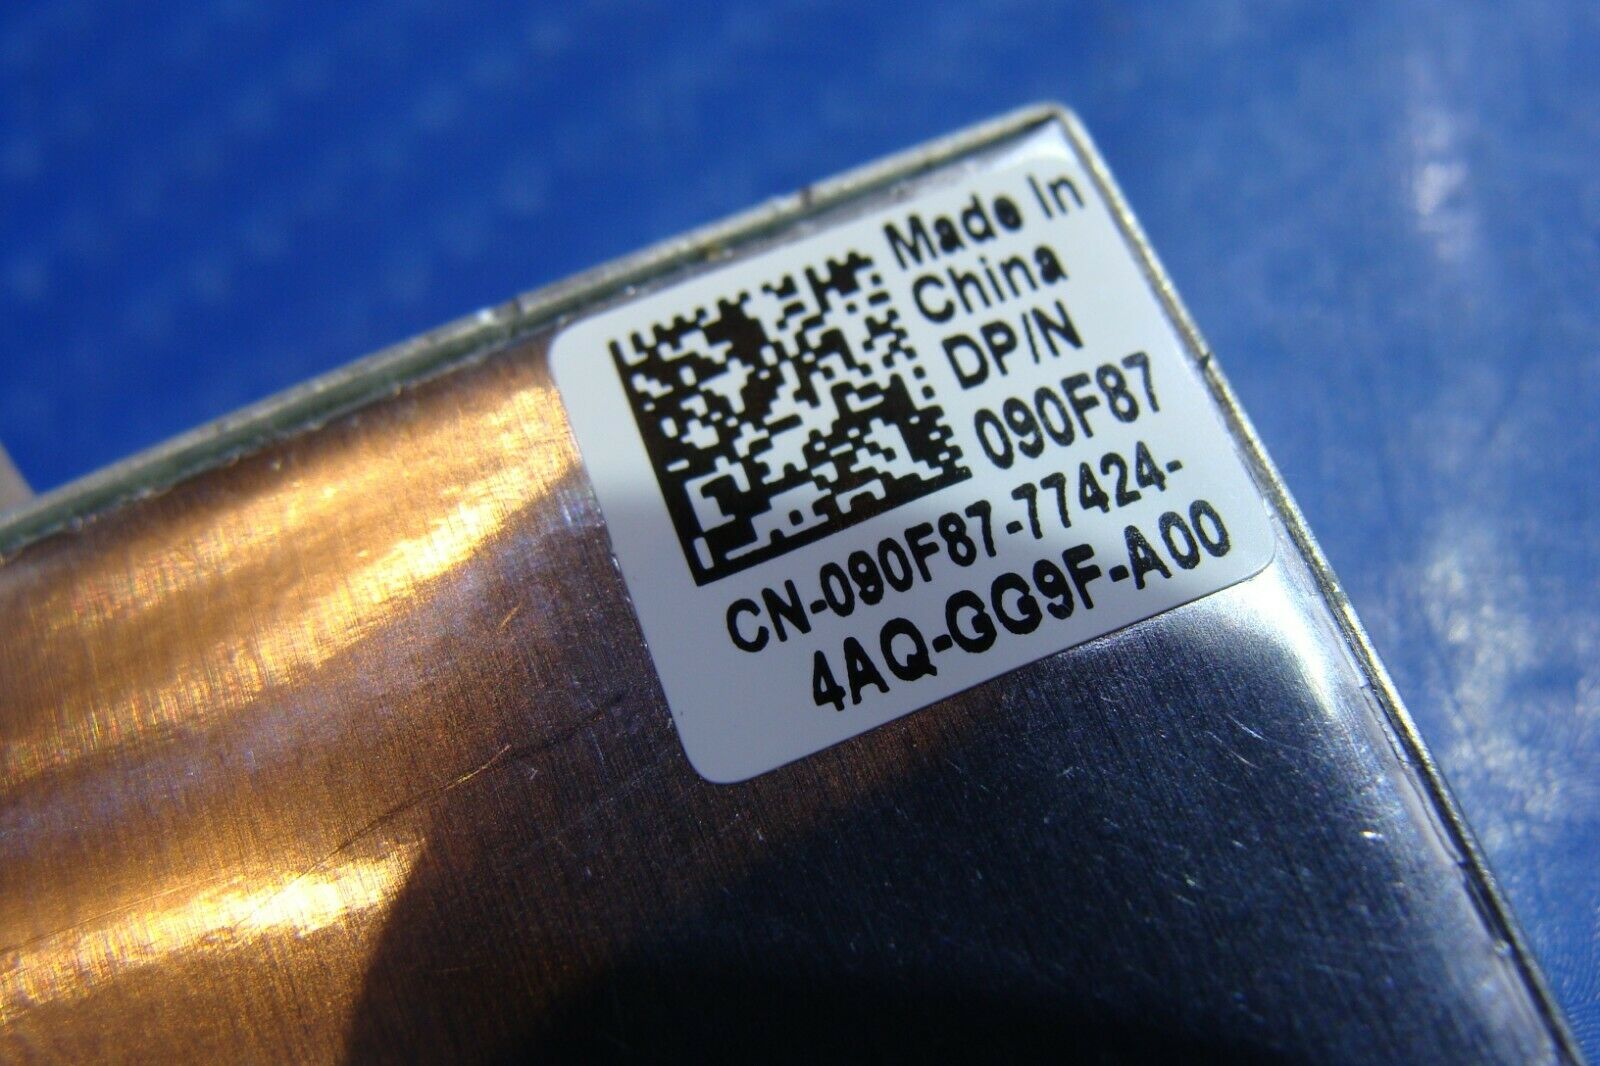 Made In
China
DP/N
090F87
CN-090F87-77424-
4AQ-GG9F-A00